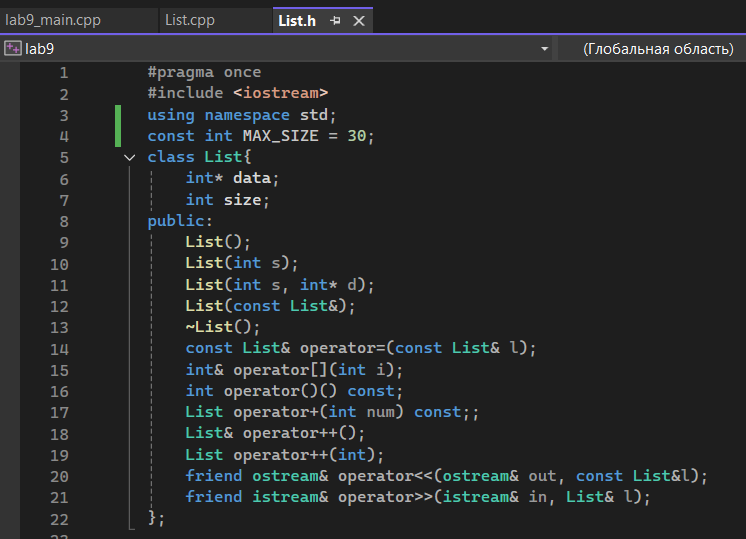 lab9_main.cpp List.cpp List.h
lab9 (Глобальная область)
1 #pragma once
2 #include <iostream>
3 using namespace std;
4 const int MAX_SIZE = 30;
5 class List{
6 int* data;
7 int size;
8 public:
9 List();
10 List(int s);
11 List(int s, int* d);
12 List(const List&);
13 ~List();
14 const List& operator=(const List& l);
15 int& operator[](int i);
16 int operator()() const;
17 List operator+(int num) const;;
18 List& operator++();
19 List operator++(int);
20 friend ostream& operator<<(ostream& out, const List&l);
21 friend istream& operator>>(istream& in, List& l);
22 };